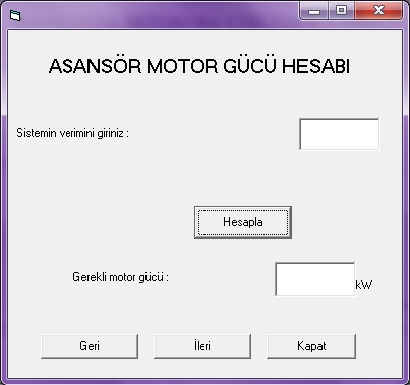 ASANSÖR MOTOR GÜCÜ HESABI
Sistemin verimini giriniz :
Hesapla
Gerekli motor gücü :
kW
Geri İleri Kapat